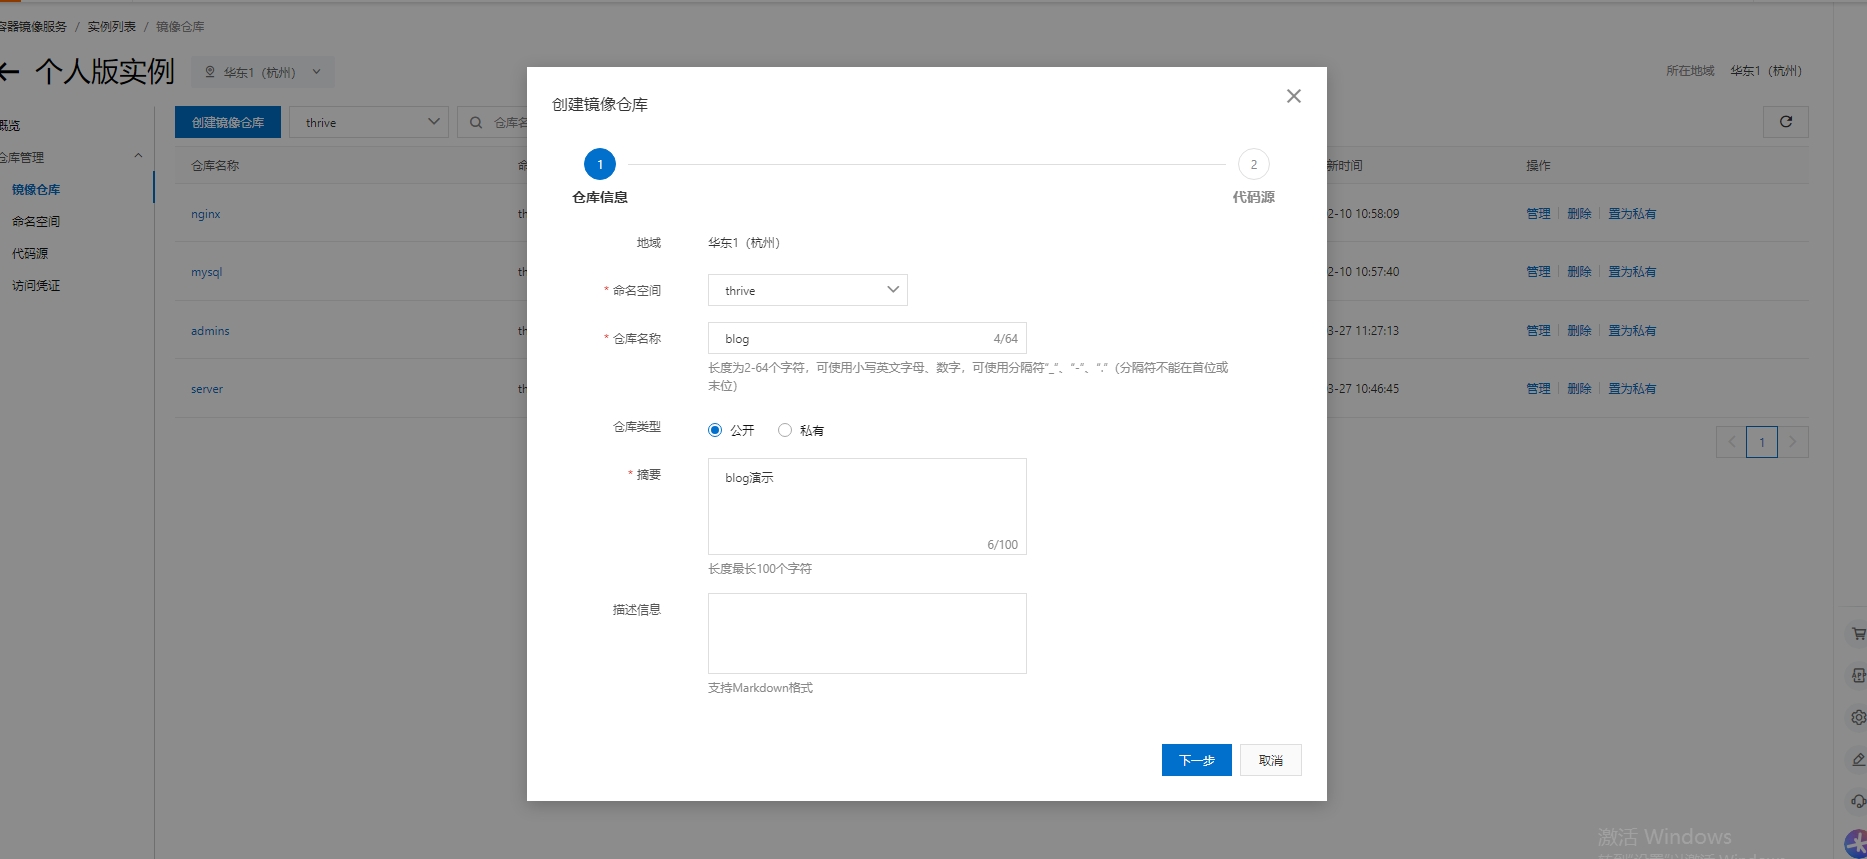 容器镜像服务 / 实例列表 / 镜像仓库
个人版实例
华东1（杭州）
所在地域 华东1（杭州）
概览
仓库管理
镜像仓库
命名空间
代码源
访问凭证
创建镜像仓库
thrive
仓库名
仓库名称 命 新时间 操作
nginx th 2-10 10:58:09 管理 删除 置为私有
mysql th 2-10 10:57:40 管理 删除 置为私有
admins th 3-27 11:27:13 管理 删除 置为私有
server th 3-27 10:46:45 管理 删除 置为私有
1
创建镜像仓库
1
仓库信息
2
代码源
地域 华东1（杭州）
* 命名空间 thrive
* 仓库名称 blog 4/64
长度为2-64个字符，可使用小写英文字母、数字，可使用分隔符“_”、“-”、“.”（分隔符不能在首位或
末位）
仓库类型 公开 私有
* 摘要 blog演示
6/100
长度最长100个字符
描述信息
支持Markdown格式
下一步 取消
激活 Windows